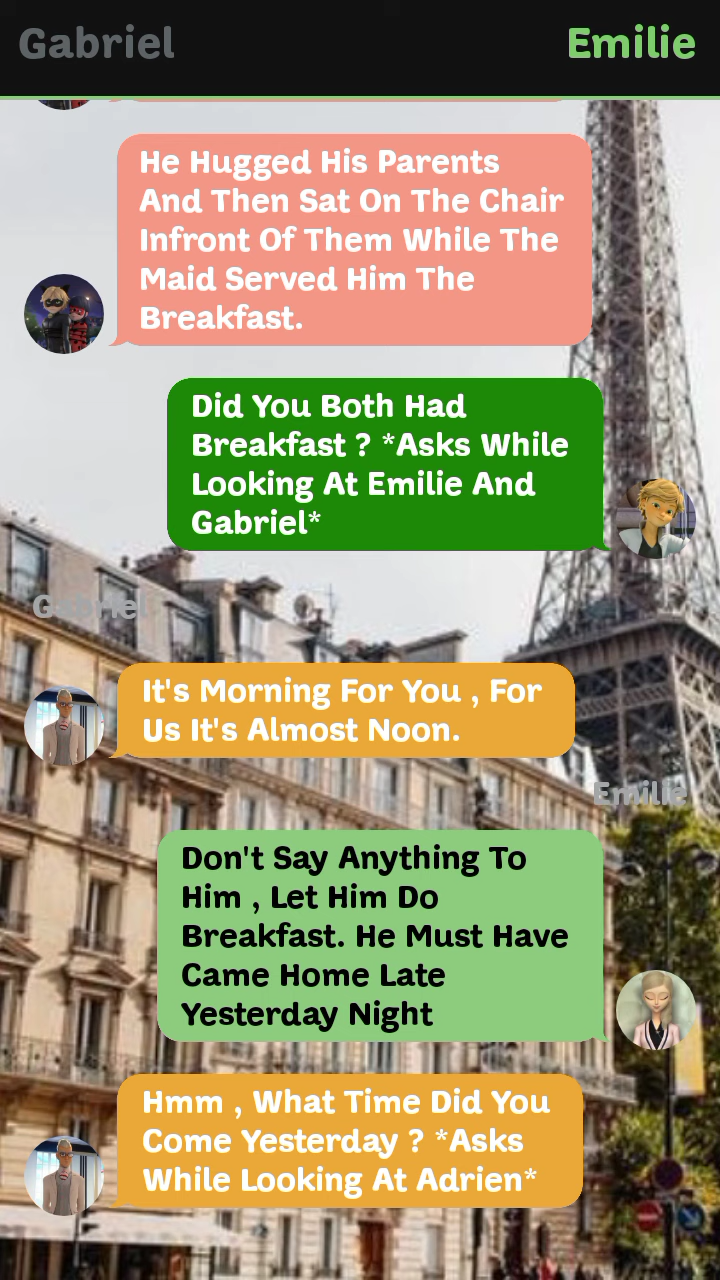 Gabriel
Emilie
He Hugged His Parents
And Then Sat On The Chair
Infront Of Them While The
Maid Served Him The
Breakfast.
Did You Both Had
Breakfast ? *Asks While
Looking At Emilie And
Gabriel*
Gabriel
It's Morning For You , For
Us It's Almost Noon.
Emilie
Don't Say Anything To
Him , Let Him Do
Breakfast. He Must Have
Came Home Late
Yesterday Night
Hmm , What Time Did You
Come Yesterday ? *Asks
While Looking At Adrien*